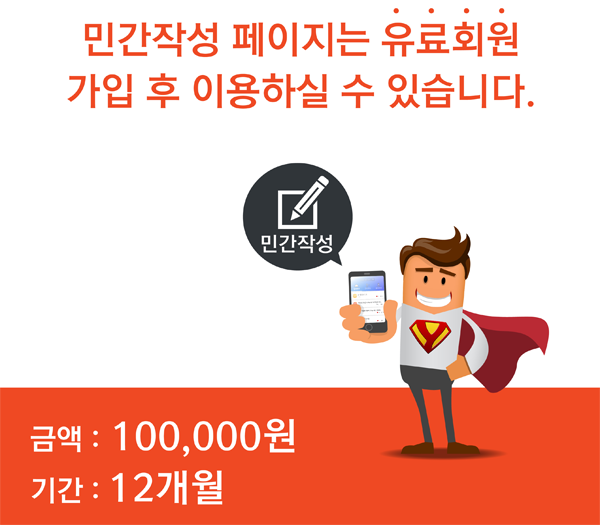 민간작성 페이지는 유료회원
가입 후 이용하실 수 있습니다.
민간작성
금액 : 100,000원
기간 : 12개월